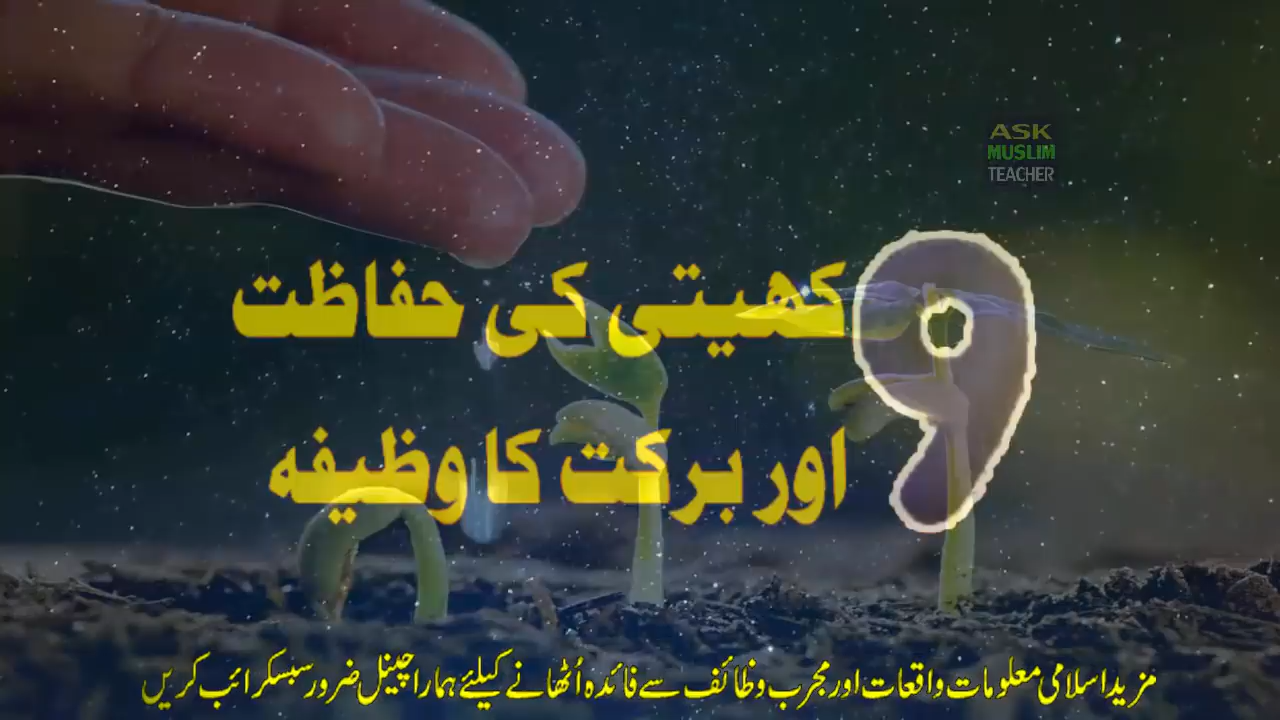 ASK
MUSLIM
TEACHER
9
کھیتی کی حفاظت
اور برکت کا وظیفہ
مزید اسلامی معلومات واقعات اور مجرب وظائف سے فائدہ اُٹھانے کیلئے ہمارا چینل ضرور سبسکرائب کریں